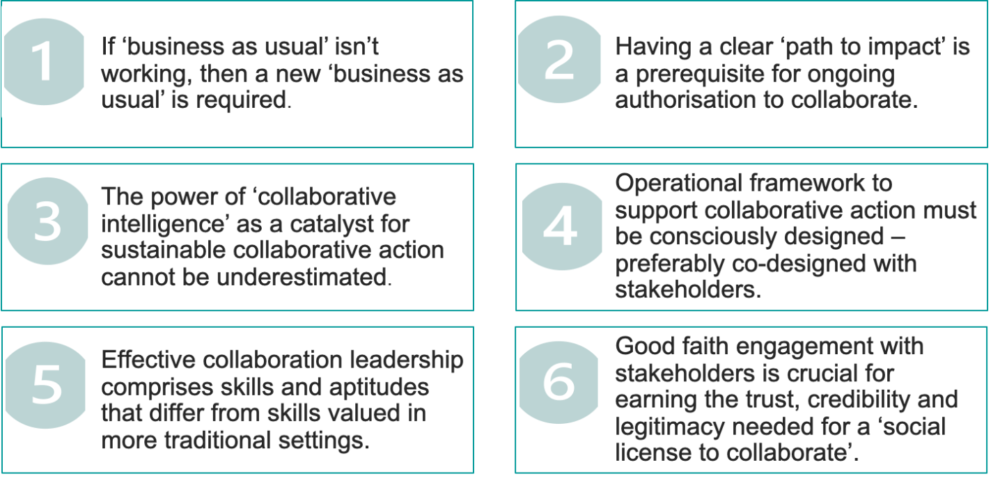 1
If ‘business as usual’ isn’t
working, then a new ‘business as
usual’ is required.
2
Having a clear ‘path to impact’ is
a prerequisite for ongoing
authorisation to collaborate.
3
The power of ‘collaborative
intelligence’ as a catalyst for
sustainable collaborative action
cannot be underestimated.
4
Operational framework to
support collaborative action must
be consciously designed –
preferably co-designed with
stakeholders.
5
Effective collaboration leadership
comprises skills and aptitudes
that differ from skills valued in
more traditional settings.
6
Good faith engagement with
stakeholders is crucial for
earning the trust, credibility and
legitimacy needed for a ‘social
license to collaborate’.